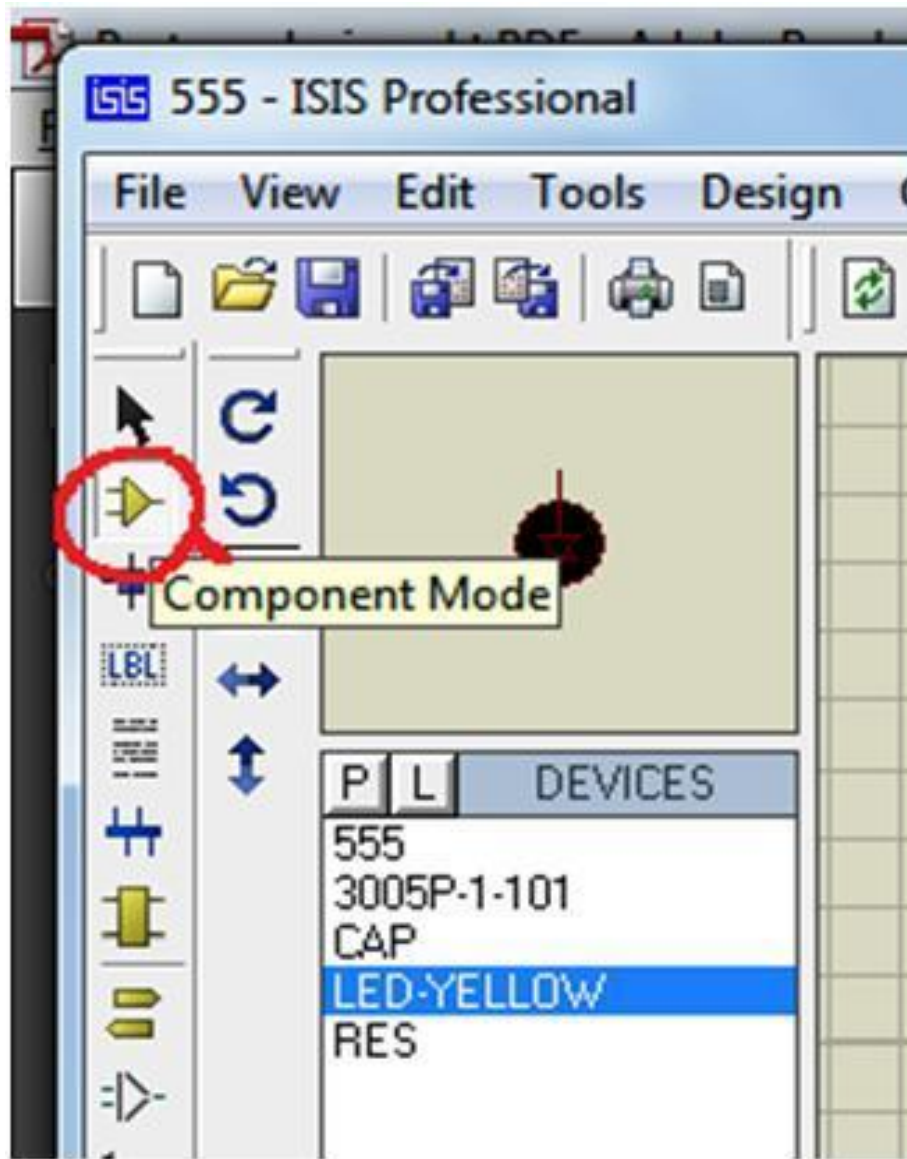 isis 555 - ISIS Professional
File View Edit Tools Design
Component Mode
LBL
P L DEVICES
555
3005P-1-101
CAP
LED-YELLOW
RES